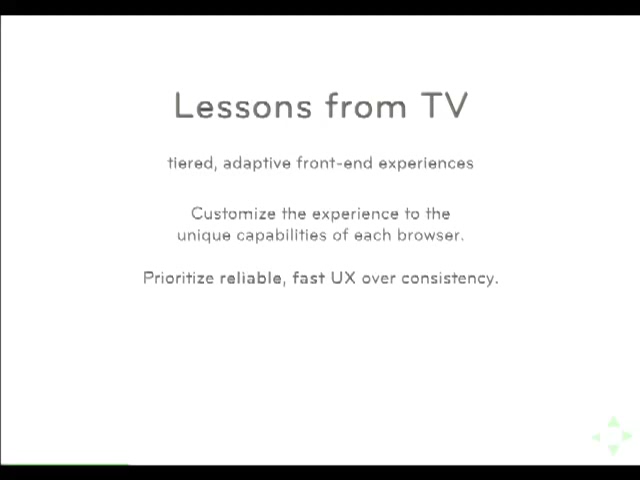 Lessons from TV
tiered, adaptive front-end experiences
Customize the experience to the
unique capabilities of each browser.
Prioritize reliable, fast UX over consistency.